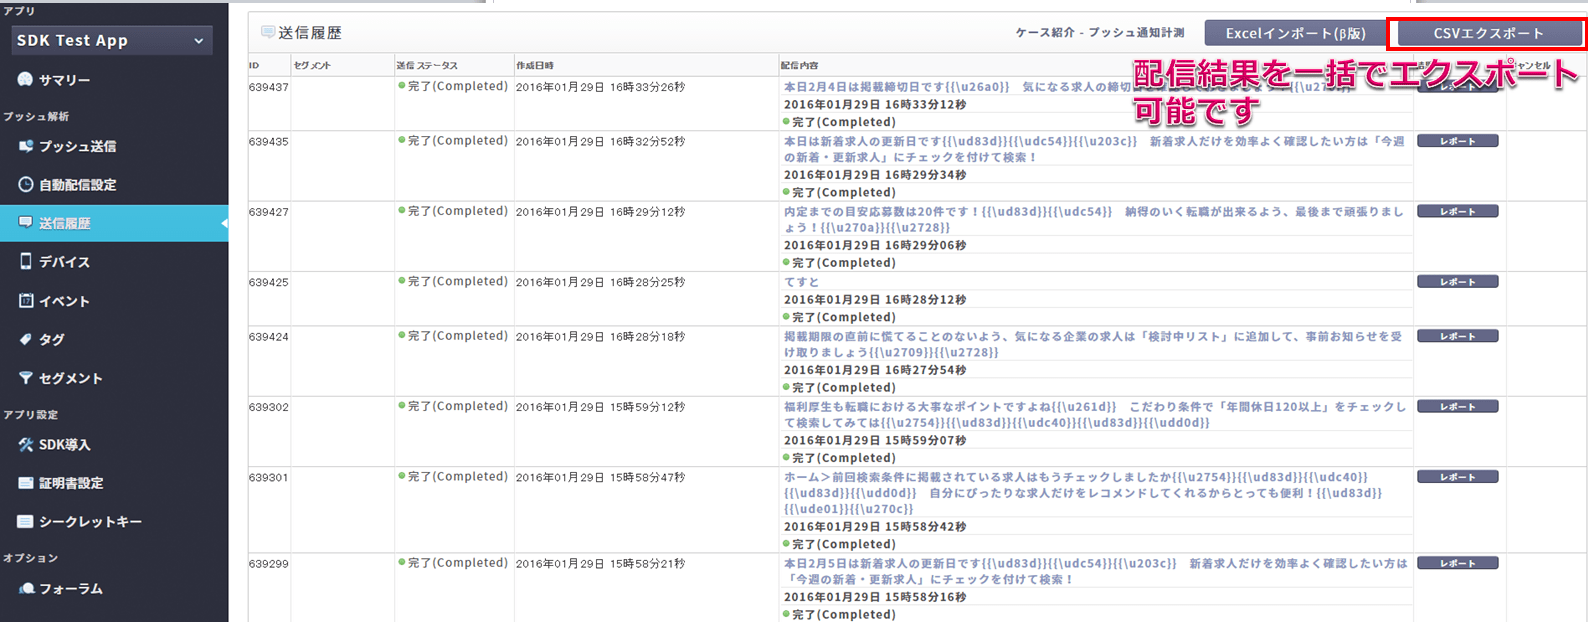 アプリ
SDK Test App
サマリー
プッシュ解析
プッシュ送信
自動配信設定
送信履歴
デバイス
イベント
タグ
セグメント
アプリ設定
SDK導入
証明書設定
シークレットキー
オプション
フォーラム
送信履歴
ケース紹介 - プッシュ通知計測
Excelインポート(β版)
CSVエクスポート
配信結果を一括でエクスポート
可能です
ID セグメント 送信ステータス 作成日時 配信内容
639437 完了(Completed) 2016年01月29日 16時33分26秒
本日2月4日は掲載締切日です{{\u26a0}} 気になる求人の締切日
2016年01月29日 16時33分12秒
完了(Completed)
レポート
639435 完了(Completed) 2016年01月29日 16時32分52秒
本日は新着求人の更新日です{{\ud83d}}{{\udc54}}{{\u203c}} 新着求人だけを効率よく確認したい方は「今週
の新着・更新求人」にチェックを付けて検索！
2016年01月29日 16時29分34秒
完了(Completed)
レポート
639427 完了(Completed) 2016年01月29日 16時29分12秒
内定までの目安応募数は20件です！{{\ud83d}}{{\udc54}} 納得のいく転職が出来るよう、最後まで頑張りまし
ょう！{{\u270a}}{{\u2728}}
2016年01月29日 16時29分06秒
完了(Completed)
レポート
639425 完了(Completed) 2016年01月29日 16時28分25秒
てすと
2016年01月29日 16時28分12秒
完了(Completed)
レポート
639424 完了(Completed) 2016年01月29日 16時28分18秒
掲載期限の直前に慌てることのないよう、気になる企業の求人は「検討中リスト」に追加して、事前お知らせを受
け取りましょう{{\u2709}}{{\u2728}}
2016年01月29日 16時27分54秒
完了(Completed)
レポート
639302 完了(Completed) 2016年01月29日 15時59分12秒
福利厚生も転職における大事なポイントですよね{{\u261d}} こだわり条件で「年間休日120以上」をチェックし
て検索してみては{{\u2754}}{{\ud83d}}{{\udc40}}{{\ud83d}}{{\udd0d}}
2016年01月29日 15時59分07秒
完了(Completed)
レポート
639301 完了(Completed) 2016年01月29日 15時58分47秒
ホーム＞前回検索条件に掲載されている求人はもうチェックしましたか{{\u2754}}{{\ud83d}}{{\udc40}}
{{\ud83d}}{{\udd0d}} 自分にぴったりな求人だけをレコメンドしてくれるからとっても便利！{{\ud83d}}
{{\ude01}}{{\u270c}}
2016年01月29日 15時58分42秒
完了(Completed)
レポート
639299 完了(Completed) 2016年01月29日 15時58分21秒
本日2月5日は新着求人の更新日です{{\ud83d}}{{\udc54}}{{\u203c}} 新着求人だけを効率よく確認したい方は
「今週の新着・更新求人」にチェックを付けて検索！
2016年01月29日 15時58分16秒
完了(Completed)
レポート